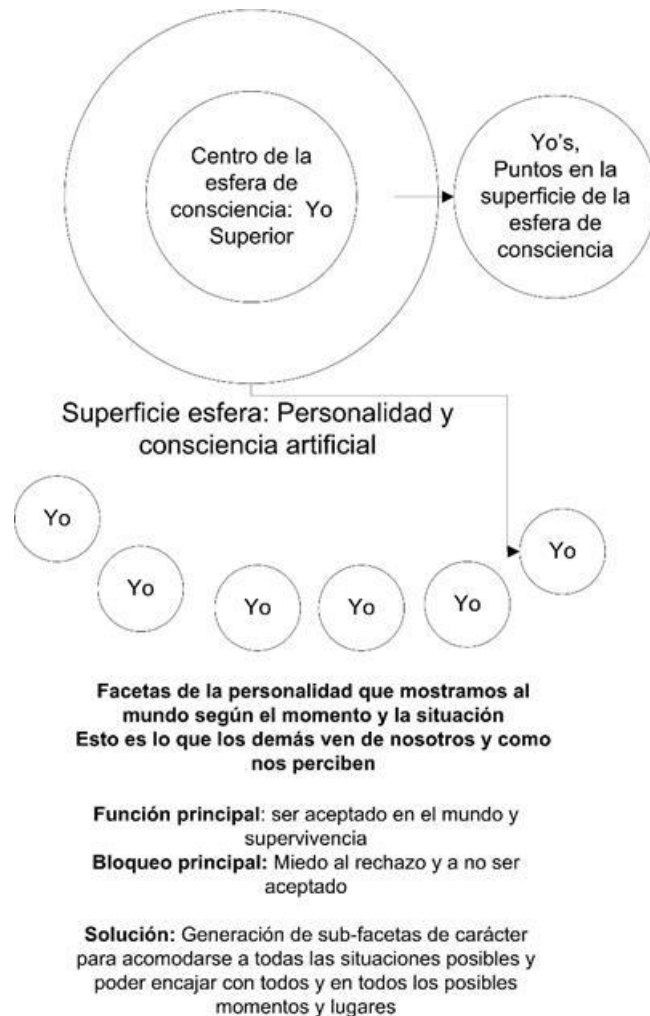 Centro de la
esfera de
consciencia: Yo
Superior
Yo's,
Puntos en la
superficie de la
esfera de
consciencia
Superficie esfera: Personalidad y
consciencia artificial
Yo
Yo
Yo
Yo
Yo
Yo
Facetas de la personalidad que mostramos al
mundo según el momento y la situación
Esto es lo que los demás ven de nosotros y como
nos perciben
Función principal: ser aceptado en el mundo y
supervivencia
Bloqueo principal: Miedo al rechazo y a no ser
aceptado
Solución: Generación de sub-facetas de carácter
para acomodarse a todas las situaciones posibles y
poder encajar con todos y en todos los posibles
momentos y lugares